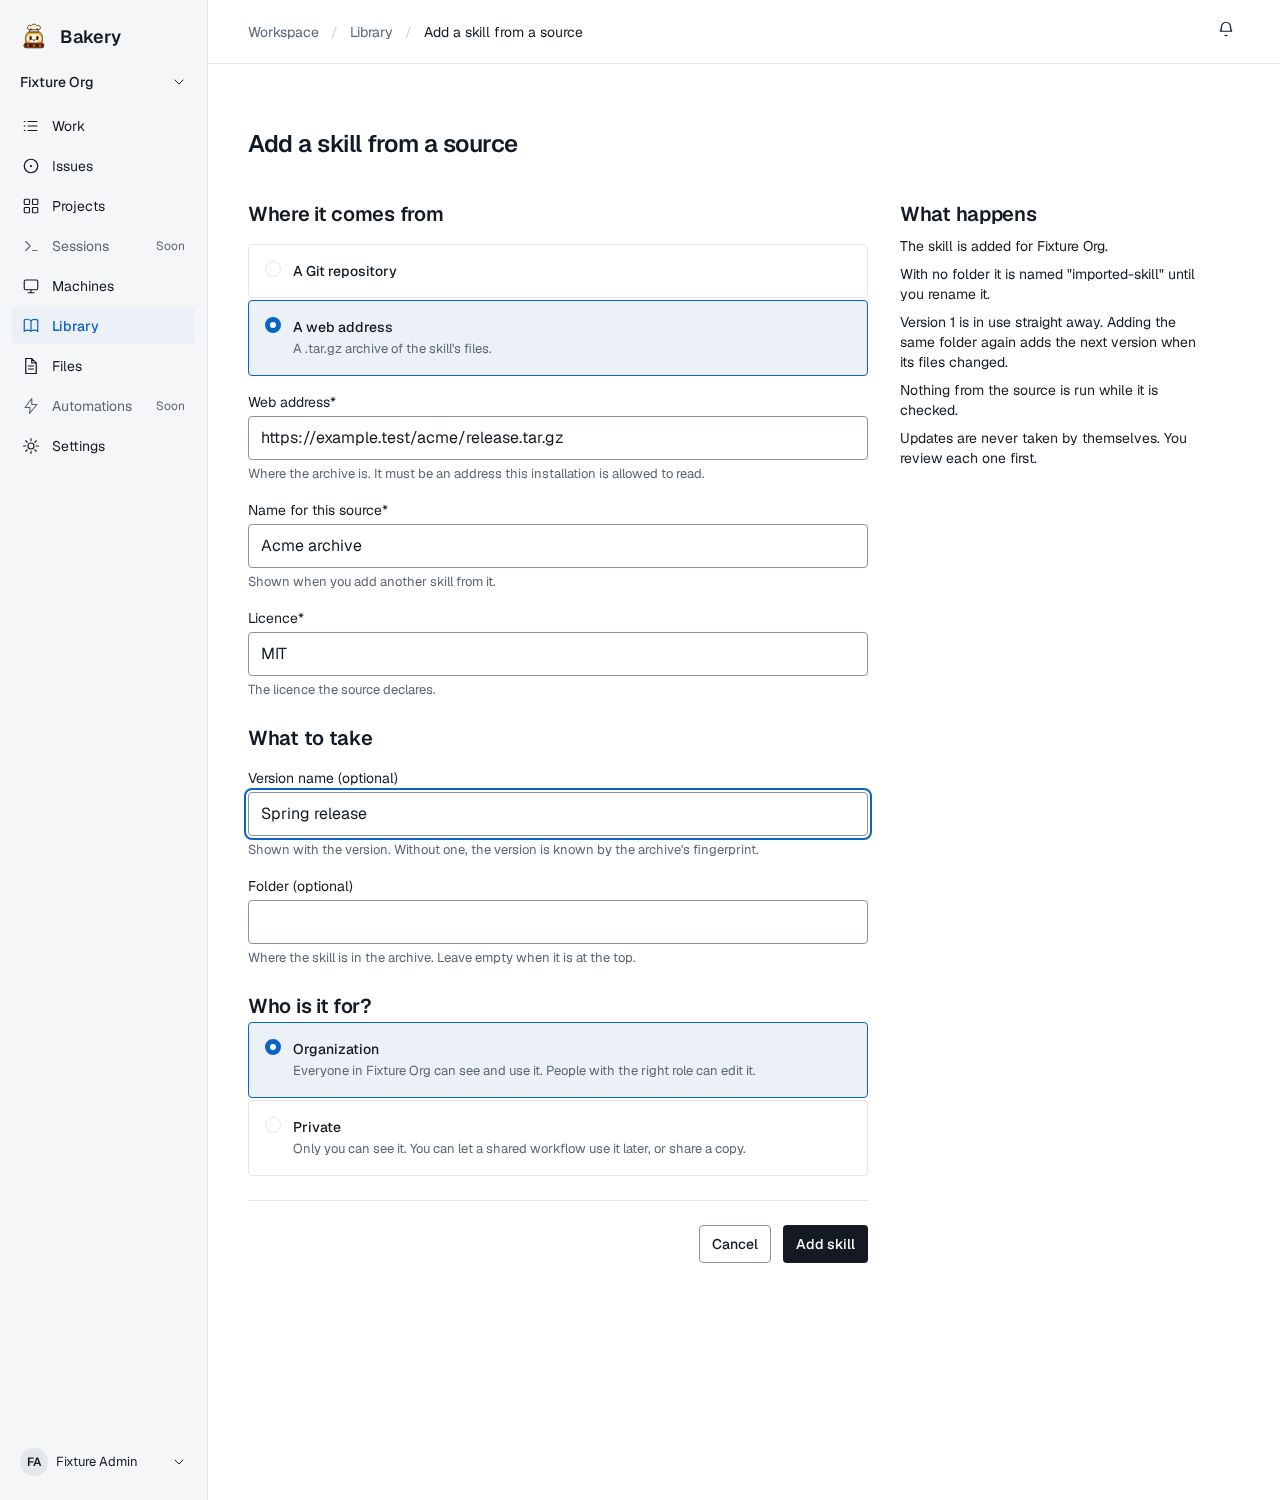 Bakery
Fixture Org
Work
Issues
Projects
Sessions Soon
Machines
Library
Files
Automations Soon
Settings
FA Fixture Admin
Workspace / Library / Add a skill from a source
Add a skill from a source
Where it comes from
A Git repository
A web address
A .tar.gz archive of the skill's files.
Web address*
https://example.test/acme/release.tar.gz
Where the archive is. It must be an address this installation is allowed to read.
Name for this source*
Acme archive
Shown when you add another skill from it.
Licence*
MIT
The licence the source declares.
What to take
Version name (optional)
Spring release
Shown with the version. Without one, the version is known by the archive's fingerprint.
Folder (optional)
Where the skill is in the archive. Leave empty when it is at the top.
Who is it for?
Organization
Everyone in Fixture Org can see and use it. People with the right role can edit it.
Private
Only you can see it. You can let a shared workflow use it later, or share a copy.
Cancel Add skill
What happens
The skill is added for Fixture Org.
With no folder it is named "imported-skill" until
you rename it.
Version 1 is in use straight away. Adding the
same folder again adds the next version when
its files changed.
Nothing from the source is run while it is
checked.
Updates are never taken by themselves. You
review each one first.